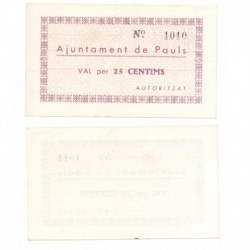 Nº 1010
Ajuntament de Pauls
VAL per 25 CENTIMS
AUTORITZAT